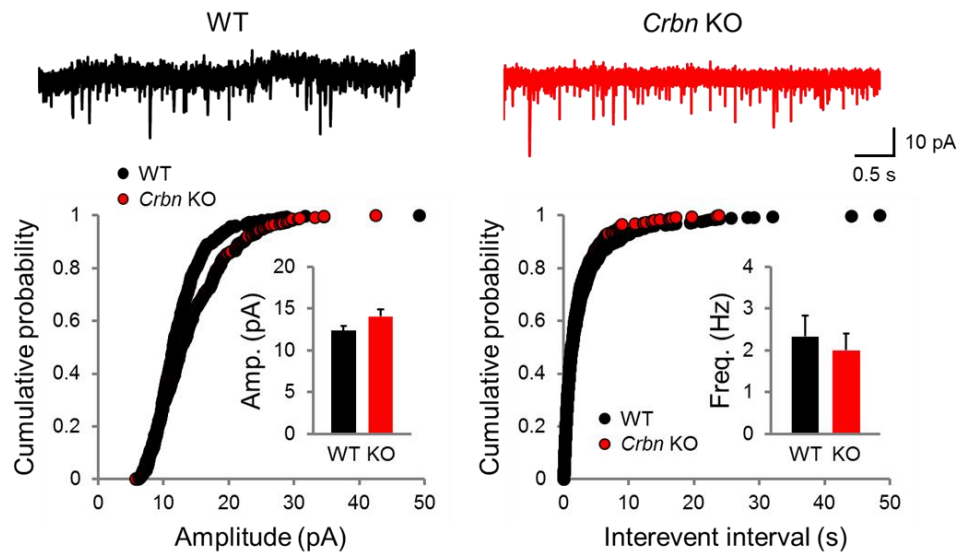 WT
Crbn KO
10 pA
0.5 s
WT
Crbn KO
Cumulative probability
1
0.8
0.6
0.4
0.2
0
0 10 20 30 40 50
Amplitude (pA)
Amp. (pA)
20
15
10
5
0
WT KO
Cumulative probability
1
0.8
0.6
0.4
0.2
0
0 10 20 30 40 50
Interevent interval (s)
WT
Crbn KO
Freq. (Hz)
4
3
2
1
0
WT KO